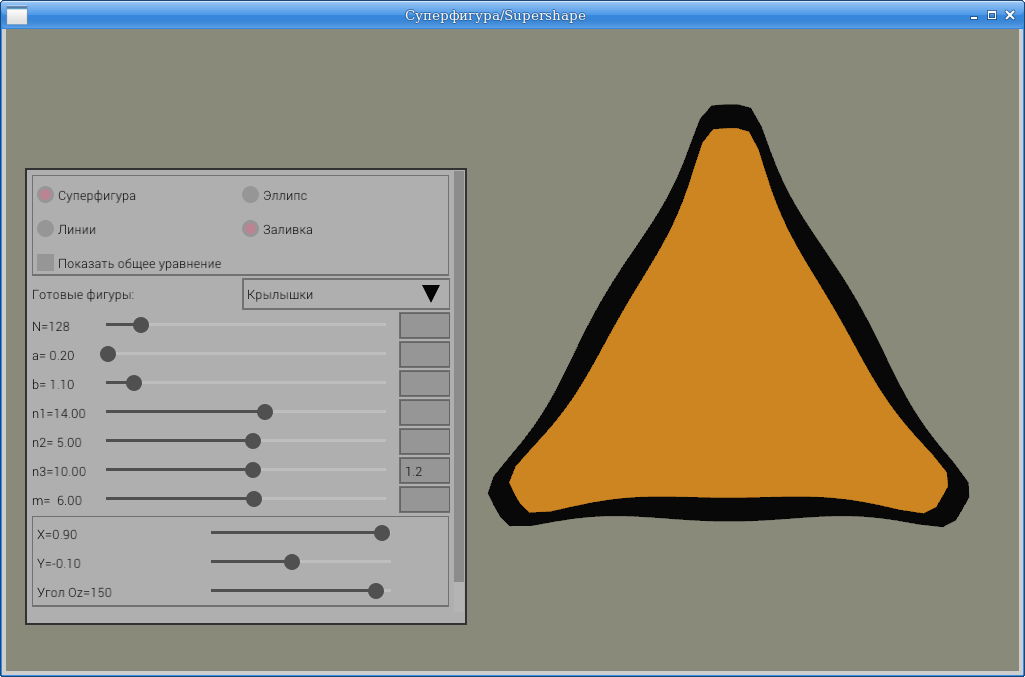 Суперфигура/Supershape
Суперфигура Эллипс
Линии Заливка
Показать общее уравнение
Готовые фигуры: Крылышки
N=128
a= 0.20
b= 1.10
n1=14.00
n2= 5.00
n3=10.00 1.2
m= 6.00
X=0.90
Y=-0.10
Угол Oz=150